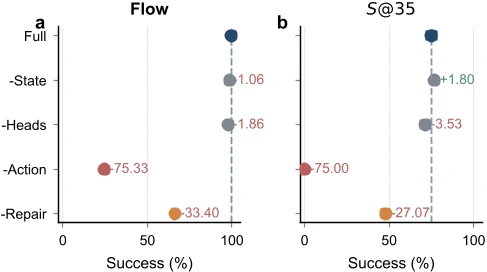 a Flow
Full
-State
-1.06
-Heads
-1.86
-Action
-75.33
-Repair
-33.40
0 50 100
Success (%)
b S@35
+1.80
-3.53
-75.00
-27.07
0 50 100
Success (%)